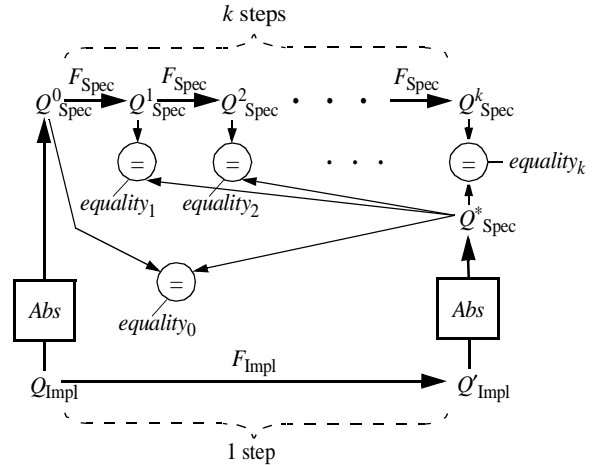 k steps
F_Spec F_Spec F_Spec
Q^0_Spec Q^1_Spec Q^2_Spec · · · Q^k_Spec
= = · · · = equality_k
equality_1 equality_2
Q^*_Spec
=
Abs Abs
equality_0
F_Impl
Q_Impl Q′_Impl
1 step